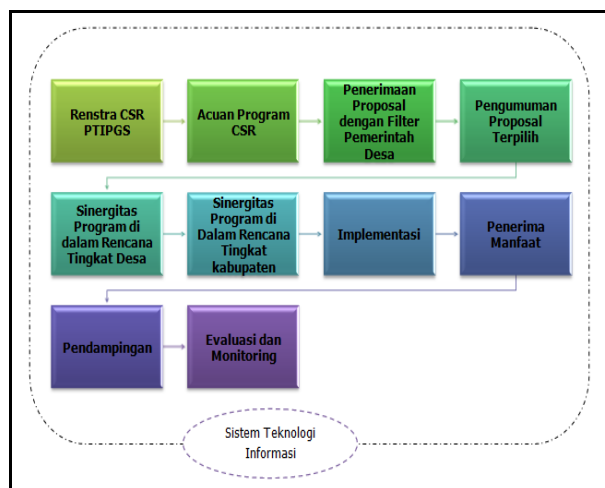 Renstra CSR
PTIPGS
Acuan Program
CSR
Penerimaan
Proposal
dengan Filter
Pemerintah
Desa
Pengumuman
Proposal
Terpilih
Sinergitas
Program di
dalam Rencana
Tingkat Desa
Sinergitas
Program di
Dalam Rencana
Tingkat
kabupaten
Implementasi
Penerima
Manfaat
Pendampingan
Evaluasi dan
Monitoring
Sistem Teknologi
Informasi